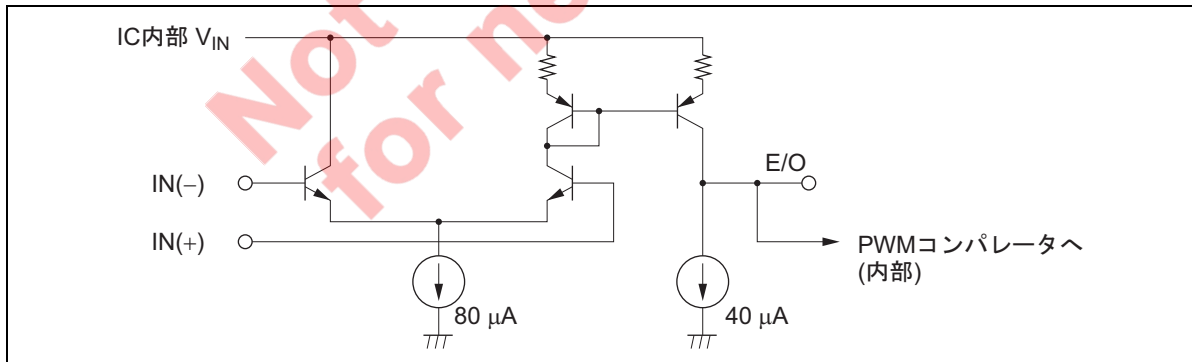 Not
for ne
IC内部 VIN
IN(−)
IN(+)
80 μA
40 μA
E/O
PWMコンパレータへ
(内部)